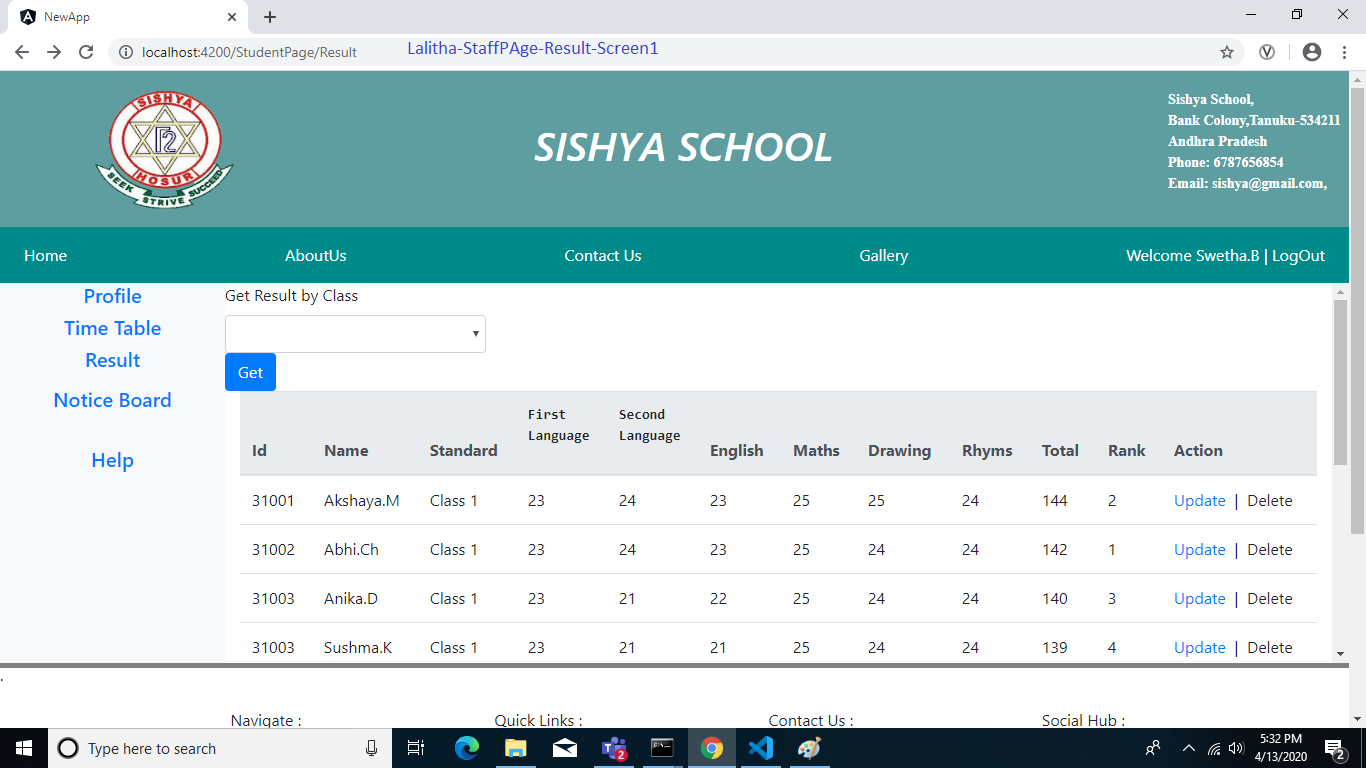 NewApp
localhost:4200/StudentPage/Result
Lalitha-StaffPAge-Result-Screen1
SISHYA
HOSUR
SEEK STRIVE SUCCEED
SISHYA SCHOOL
Sishya School,
Bank Colony,Tanuku-534211
Andhra Pradesh
Phone: 6787656854
Email: sishya@gmail.com,
Home AboutUs Contact Us Gallery Welcome Swetha.B | LogOut
Profile
Time Table
Result
Notice Board
Help
Get Result by Class
Get
Id Name Standard First Language Second Language English Maths Drawing Rhyms Total Rank Action
31001 Akshaya.M Class 1 23 24 23 25 25 24 144 2 Update | Delete
31002 Abhi.Ch Class 1 23 24 23 25 24 24 142 1 Update | Delete
31003 Anika.D Class 1 23 21 22 25 24 24 140 3 Update | Delete
31003 Sushma.K Class 1 23 21 21 25 24 24 139 4 Update | Delete
.
Navigate : Quick Links : Contact Us : Social Hub :
Type here to search
2
5:32 PM
4/13/2020
2